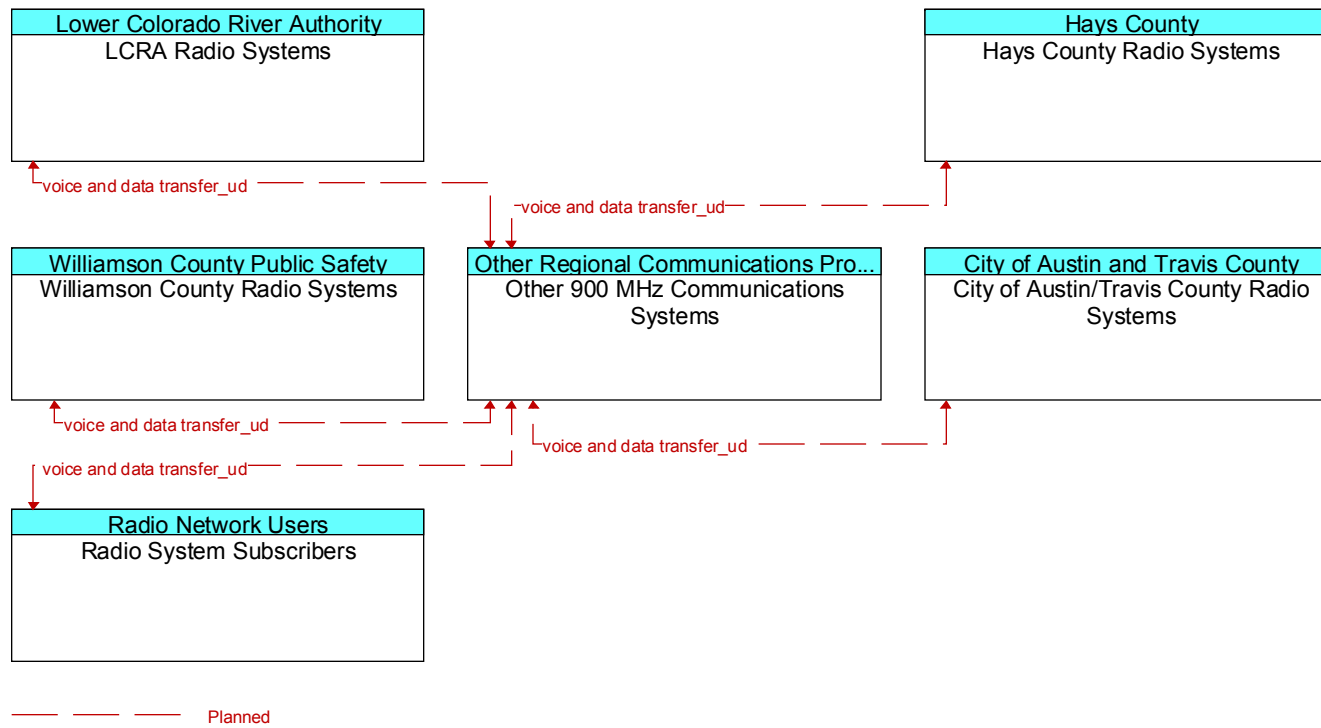 Lower Colorado River Authority
LCRA Radio Systems
Hays County
Hays County Radio Systems
voice and data transfer_ud
voice and data transfer_ud
Williamson County Public Safety
Williamson County Radio Systems
Other Regional Communications Pro...
Other 900 MHz Communications
Systems
City of Austin and Travis County
City of Austin/Travis County Radio
Systems
voice and data transfer_ud
voice and data transfer_ud
voice and data transfer_ud
Radio Network Users
Radio System Subscribers
Planned